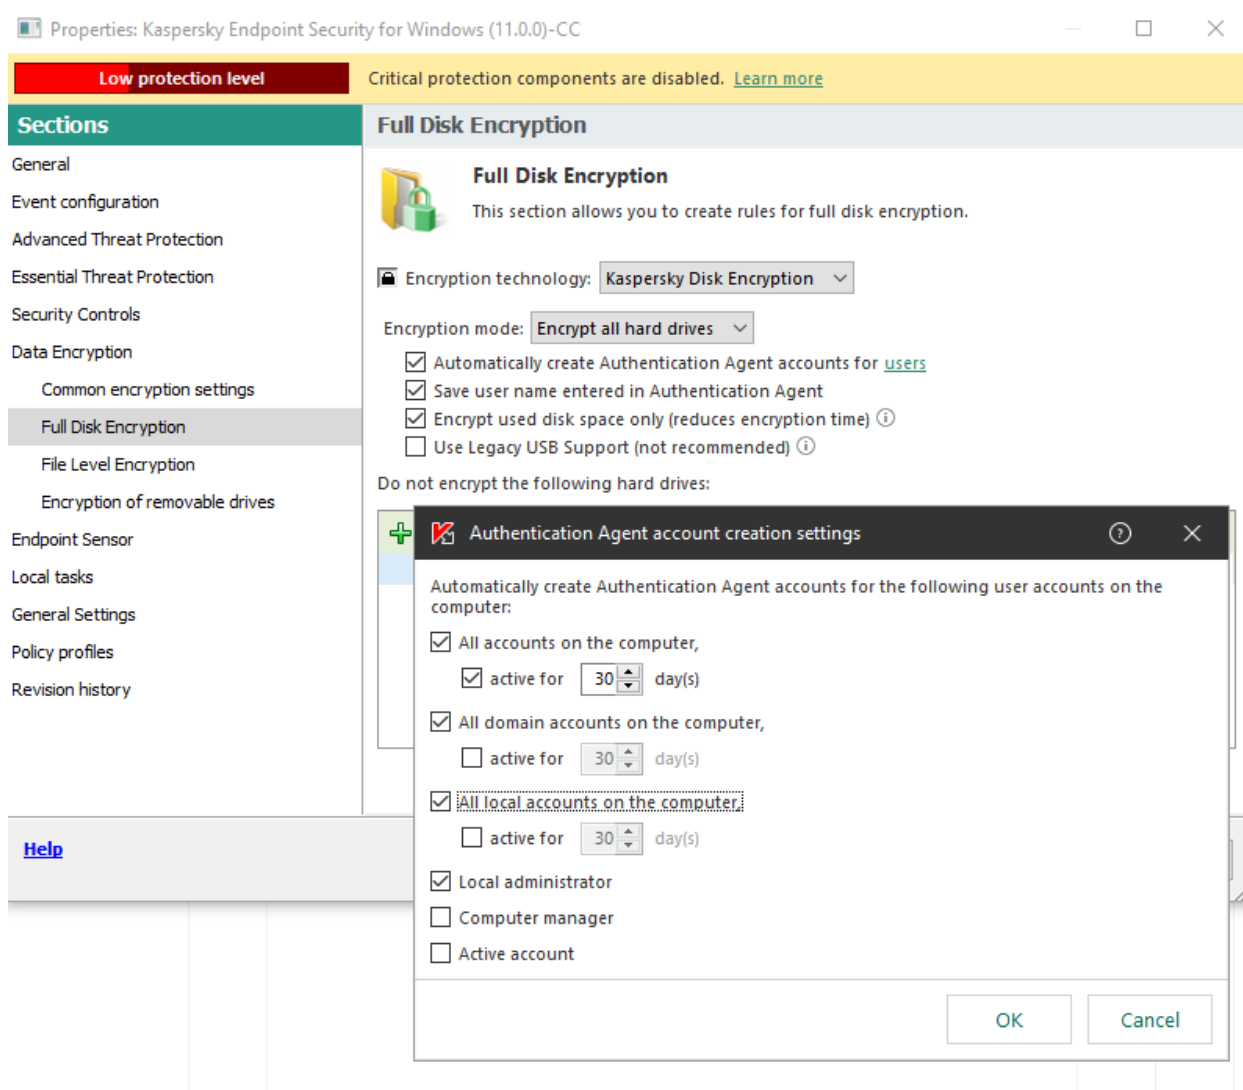 Properties: Kaspersky Endpoint Security for Windows (11.0.0)-CC
Low protection level
Critical protection components are disabled. Learn more
Sections
General
Event configuration
Advanced Threat Protection
Essential Threat Protection
Security Controls
Data Encryption
Common encryption settings
Full Disk Encryption
File Level Encryption
Encryption of removable drives
Endpoint Sensor
Local tasks
General Settings
Policy profiles
Revision history
Help
Full Disk Encryption
Full Disk Encryption
This section allows you to create rules for full disk encryption.
Encryption technology: Kaspersky Disk Encryption
Encryption mode: Encrypt all hard drives
Automatically create Authentication Agent accounts for users
Save user name entered in Authentication Agent
Encrypt used disk space only (reduces encryption time)
Use Legacy USB Support (not recommended)
Do not encrypt the following hard drives:
Authentication Agent account creation settings
Automatically create Authentication Agent accounts for the following user accounts on the
computer:
All accounts on the computer,
active for 30 day(s)
All domain accounts on the computer,
active for 30 day(s)
All local accounts on the computer,
active for 30 day(s)
Local administrator
Computer manager
Active account
OK Cancel